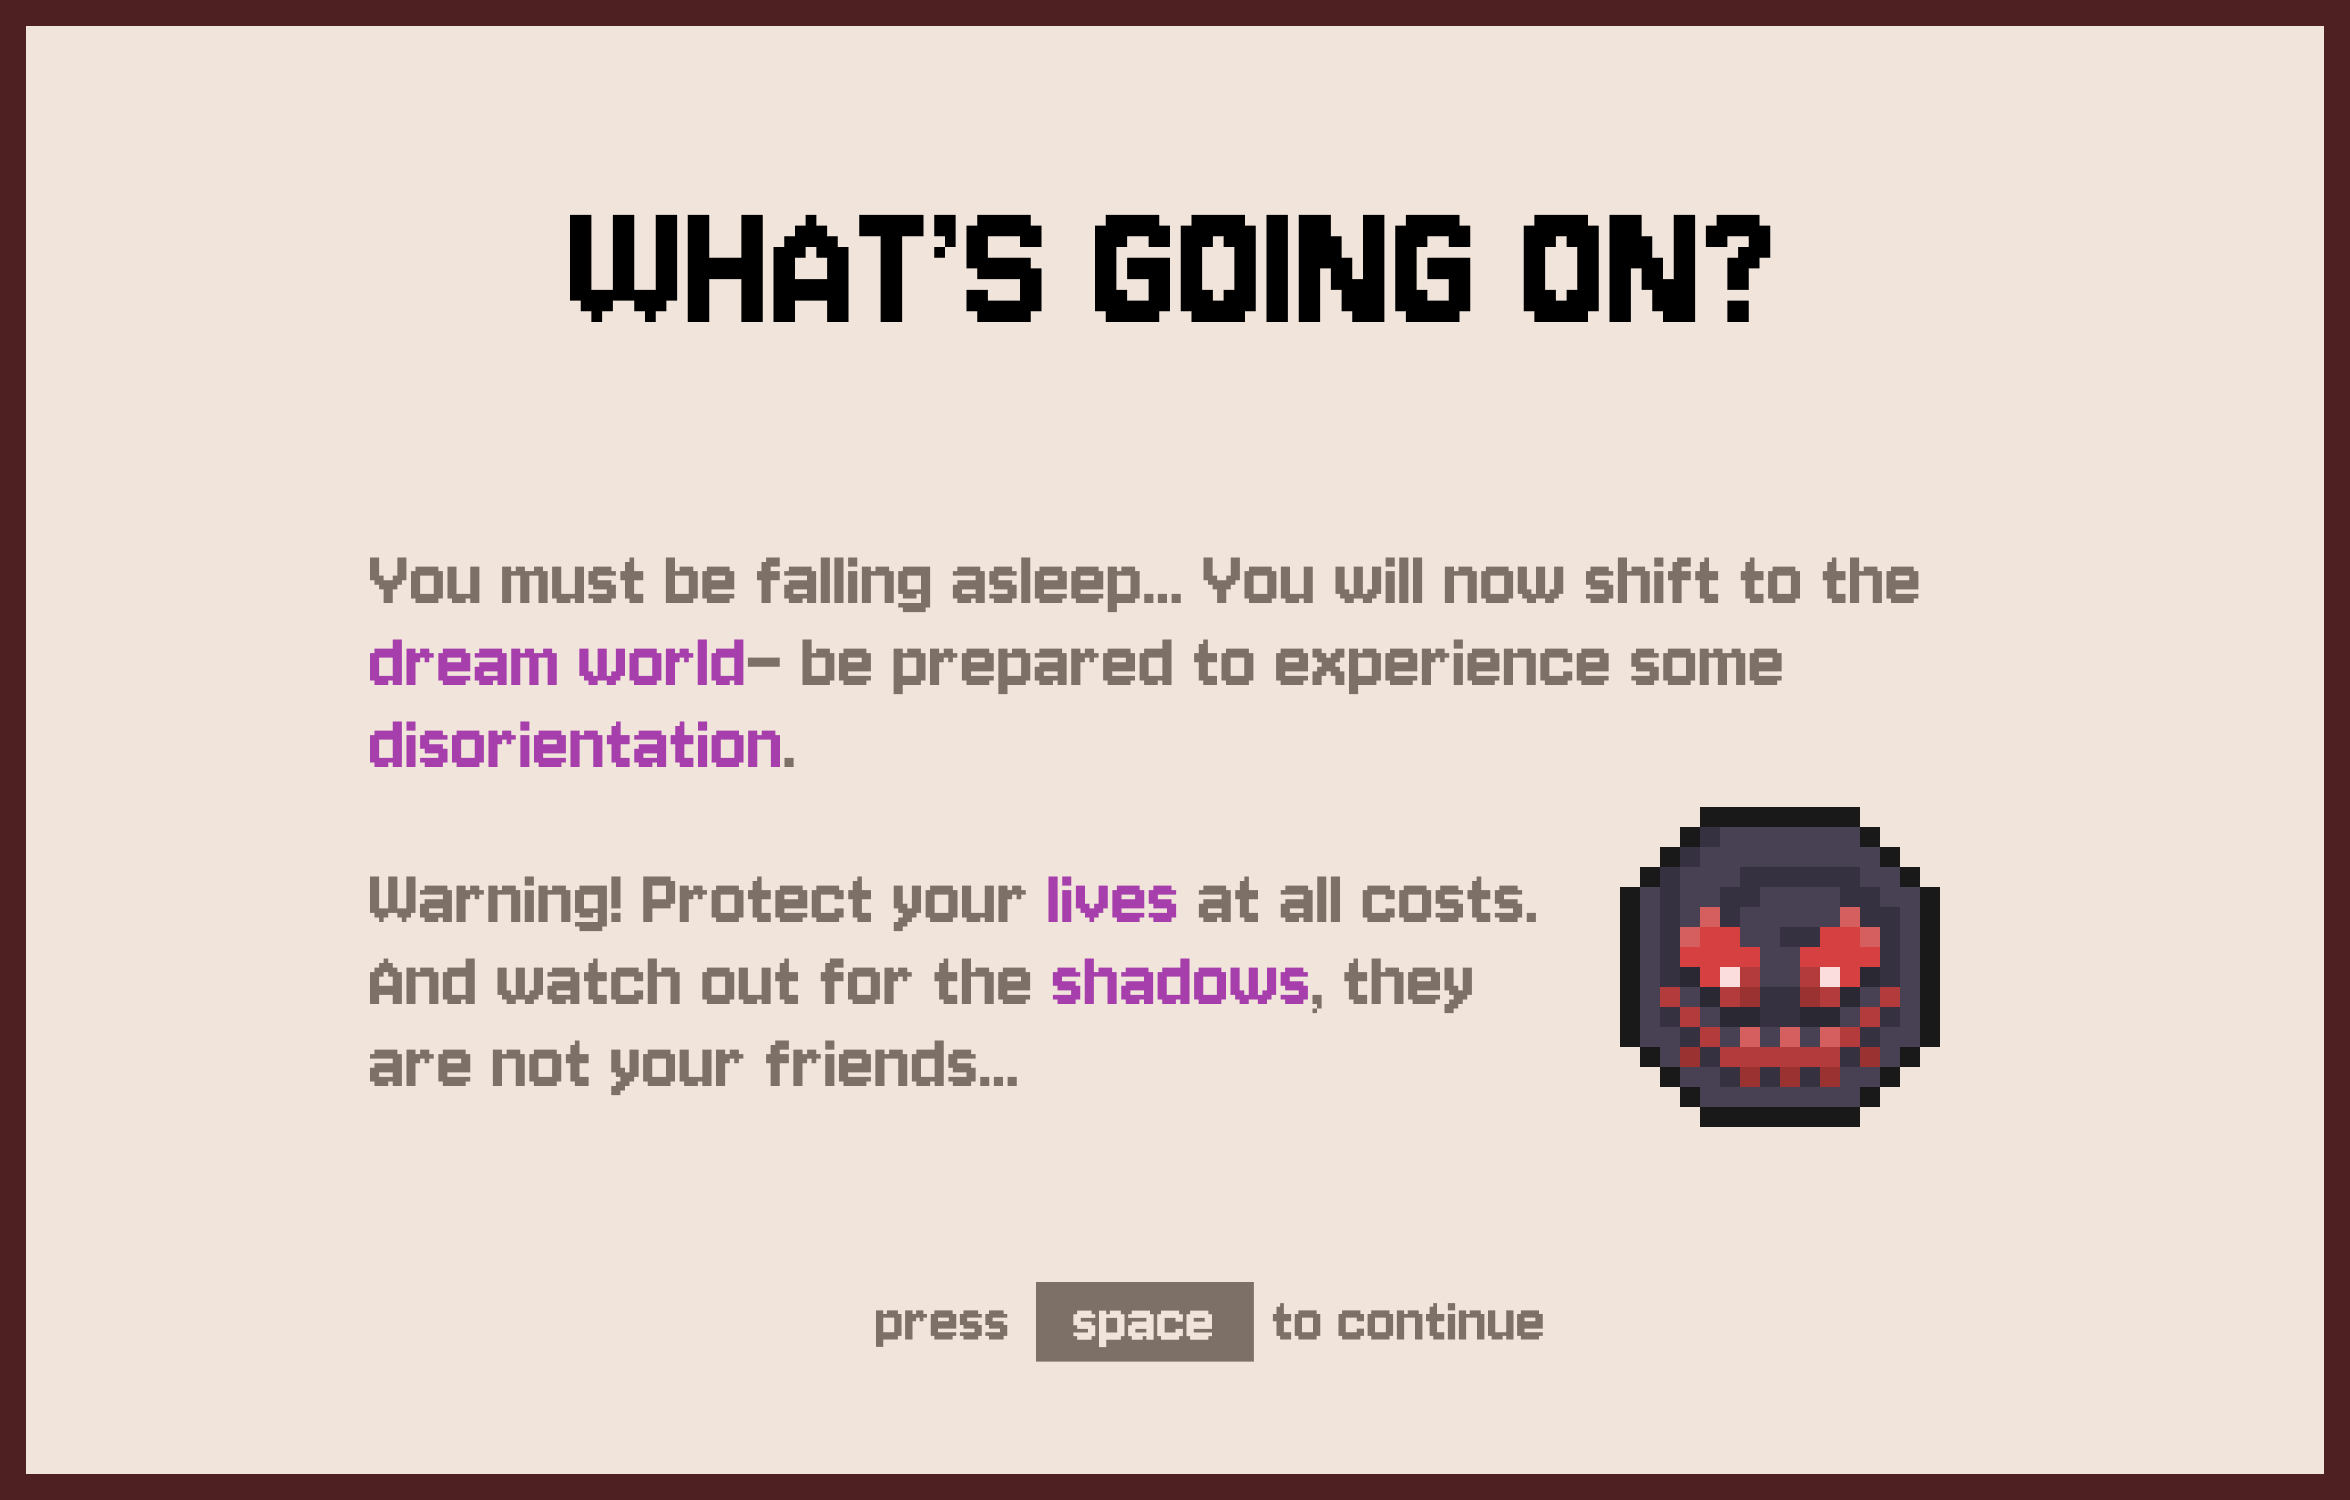 WHAT'S GOING ON?
You must be falling asleep... You will now shift to the
dream world– be prepared to experience some
disorientation.
Warning! Protect your lives at all costs.
And watch out for the shadows, they
are not your friends...
press space to continue